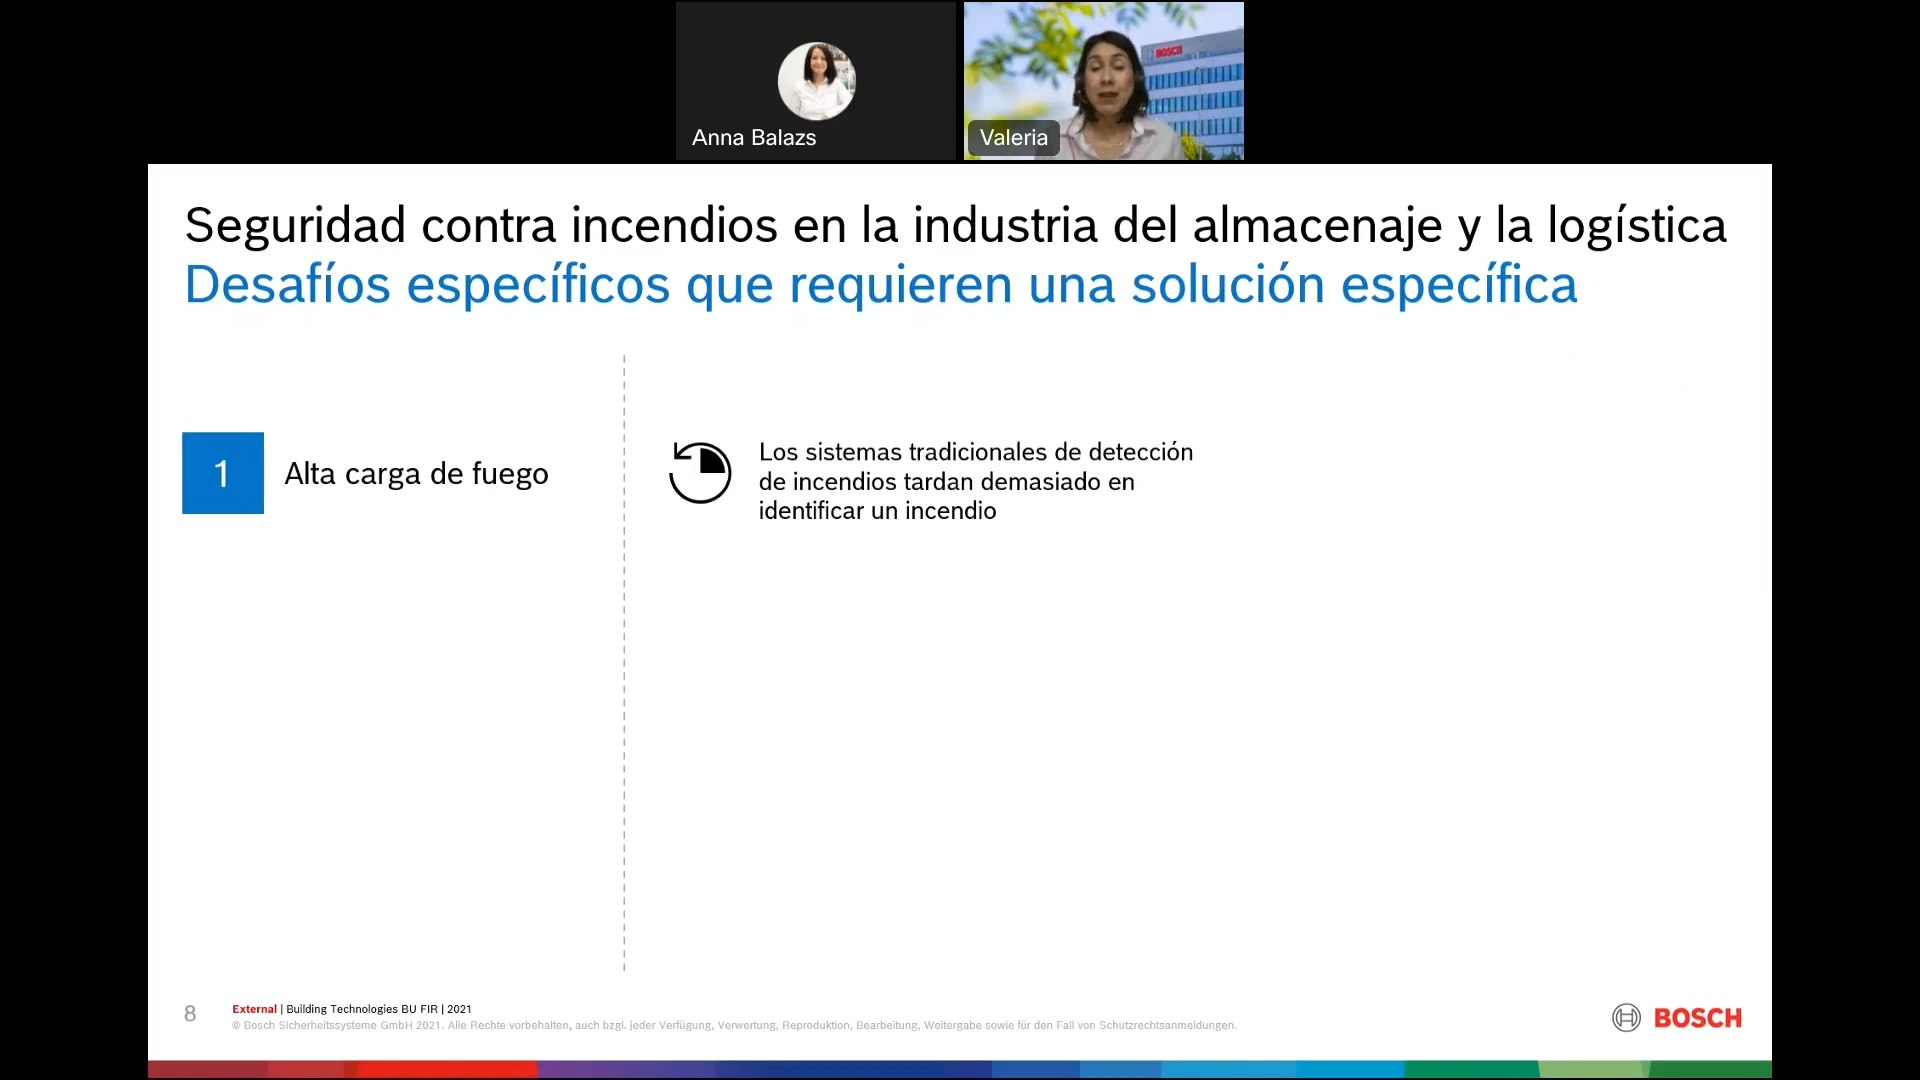 BOSCH
Anna Balazs
Valeria
Seguridad contra incendios en la industria del almacenaje y la logística
Desafíos específicos que requieren una solución específica
1
Alta carga de fuego
Los sistemas tradicionales de detección
de incendios tardan demasiado en
identificar un incendio
8
External | Building Technologies BU FIR | 2021
© Bosch Sicherheitssysteme GmbH 2021. Alle Rechte vorbehalten, auch bzgl. jeder Verfügung, Verwertung, Reproduktion, Bearbeitung, Weitergabe sowie für den Fall von Schutzrechtsanmeldungen.
BOSCH